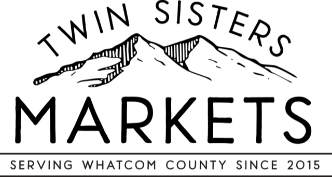 TWIN SISTERS
MARKETS
SERVING WHATCOM COUNTY SINCE 2015